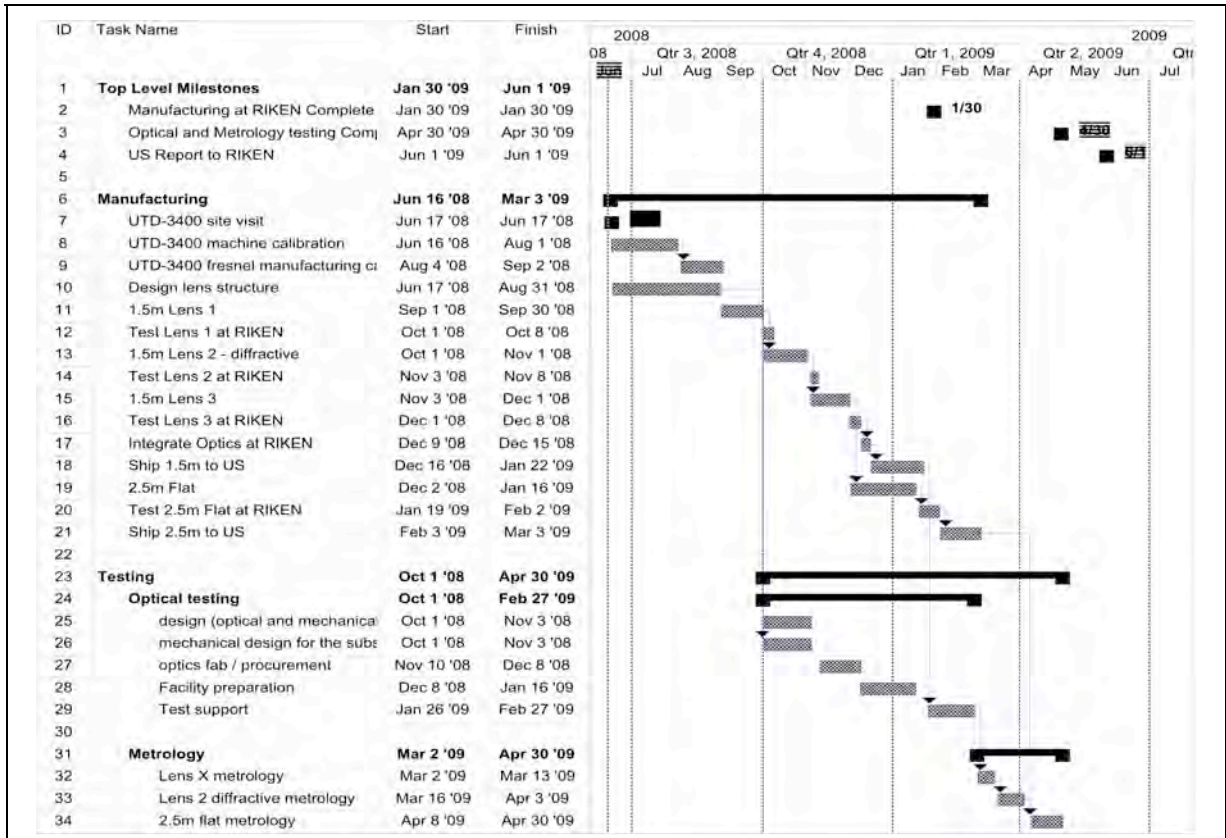 ID Task Name Start Finish 2008 2009
08 Qtr 3, 2008 Qtr 4, 2008 Qtr 1, 2009 Qtr 2, 2009 Qtr
Jun Jul Aug Sep Oct Nov Dec Jan Feb Mar Apr May Jun Jul
1 Top Level Milestones Jan 30 '09 Jun 1 '09
2 Manufacturing at RIKEN Complete Jan 30 '09 Jan 30 '09 1/30
3 Optical and Metrology testing Comp Apr 30 '09 Apr 30 '09 4/30
4 US Report to RIKEN Jun 1 '09 Jun 1 '09 6/1
5
6 Manufacturing Jun 16 '08 Mar 3 '09
7 UTD-3400 site visit Jun 17 '08 Jun 17 '08
8 UTD-3400 machine calibration Jun 16 '08 Aug 1 '08
9 UTD-3400 fresnel manufacturing ca Aug 4 '08 Sep 2 '08
10 Design lens structure Jun 17 '08 Aug 31 '08
11 1.5m Lens 1 Sep 1 '08 Sep 30 '08
12 Test Lens 1 at RIKEN Oct 1 '08 Oct 8 '08
13 1.5m Lens 2 - diffractive Oct 1 '08 Nov 1 '08
14 Test Lens 2 at RIKEN Nov 3 '08 Nov 8 '08
15 1.5m Lens 3 Nov 3 '08 Dec 1 '08
16 Test Lens 3 at RIKEN Dec 1 '08 Dec 8 '08
17 Integrate Optics at RIKEN Dec 9 '08 Dec 15 '08
18 Ship 1.5m to US Dec 16 '08 Jan 22 '09
19 2.5m Flat Dec 2 '08 Jan 16 '09
20 Test 2.5m Flat at RIKEN Jan 19 '09 Feb 2 '09
21 Ship 2.5m to US Feb 3 '09 Mar 3 '09
22
23 Testing Oct 1 '08 Apr 30 '09
24 Optical testing Oct 1 '08 Feb 27 '09
25 design (optical and mechanica Oct 1 '08 Nov 3 '08
26 mechanical design for the subs Oct 1 '08 Nov 3 '08
27 optics fab / procurement Nov 10 '08 Dec 8 '08
28 Facility preparation Dec 8 '08 Jan 16 '09
29 Test support Jan 26 '09 Feb 27 '09
30
31 Metrology Mar 2 '09 Apr 30 '09
32 Lens X metrology Mar 2 '09 Mar 13 '09
33 Lens 2 diffractive metrology Mar 16 '09 Apr 3 '09
34 2.5m flat metrology Apr 8 '09 Apr 30 '09